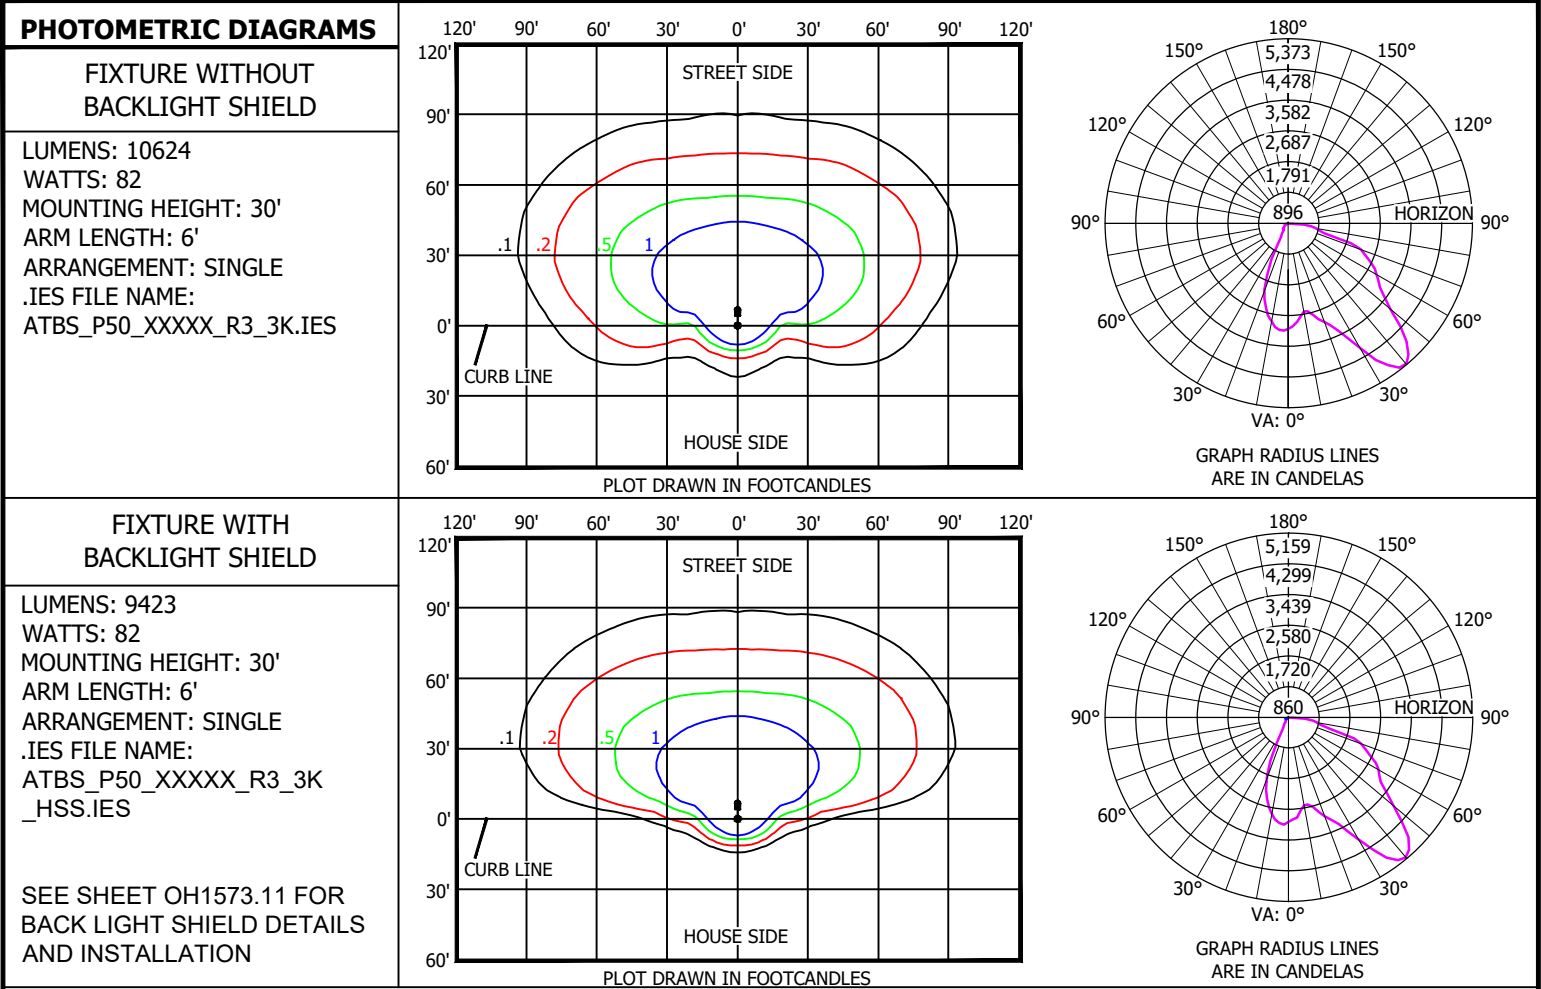 PHOTOMETRIC DIAGRAMS
FIXTURE WITHOUT
BACKLIGHT SHIELD
LUMENS: 10624
WATTS: 82
MOUNTING HEIGHT: 30'
ARM LENGTH: 6'
ARRANGEMENT: SINGLE
.IES FILE NAME:
ATBS_P50_XXXXX_R3_3K.IES
120' 90' 60' 30' 0' 30' 60' 90' 120'
120'
STREET SIDE
90'
60'
.1 .2 .5 1
30'
0'
CURB LINE
30'
HOUSE SIDE
60'
PLOT DRAWN IN FOOTCANDLES
180°
150° 150°
5,373
4,478
3,582
120° 120°
2,687
1,791
896
HORIZON
90° 90°
60° 60°
30° 30°
VA: 0°
GRAPH RADIUS LINES
ARE IN CANDELAS
FIXTURE WITH
BACKLIGHT SHIELD
LUMENS: 9423
WATTS: 82
MOUNTING HEIGHT: 30'
ARM LENGTH: 6'
ARRANGEMENT: SINGLE
.IES FILE NAME:
ATBS_P50_XXXXX_R3_3K
_HSS.IES
SEE SHEET OH1573.11 FOR
BACK LIGHT SHIELD DETAILS
AND INSTALLATION
120' 90' 60' 30' 0' 30' 60' 90' 120'
120'
STREET SIDE
90'
60'
.1 .2 .5 1
30'
0'
CURB LINE
30'
HOUSE SIDE
60'
PLOT DRAWN IN FOOTCANDLES
180°
150° 150°
5,159
4,299
3,439
120° 120°
2,580
1,720
860
HORIZON
90° 90°
60° 60°
30° 30°
VA: 0°
GRAPH RADIUS LINES
ARE IN CANDELAS